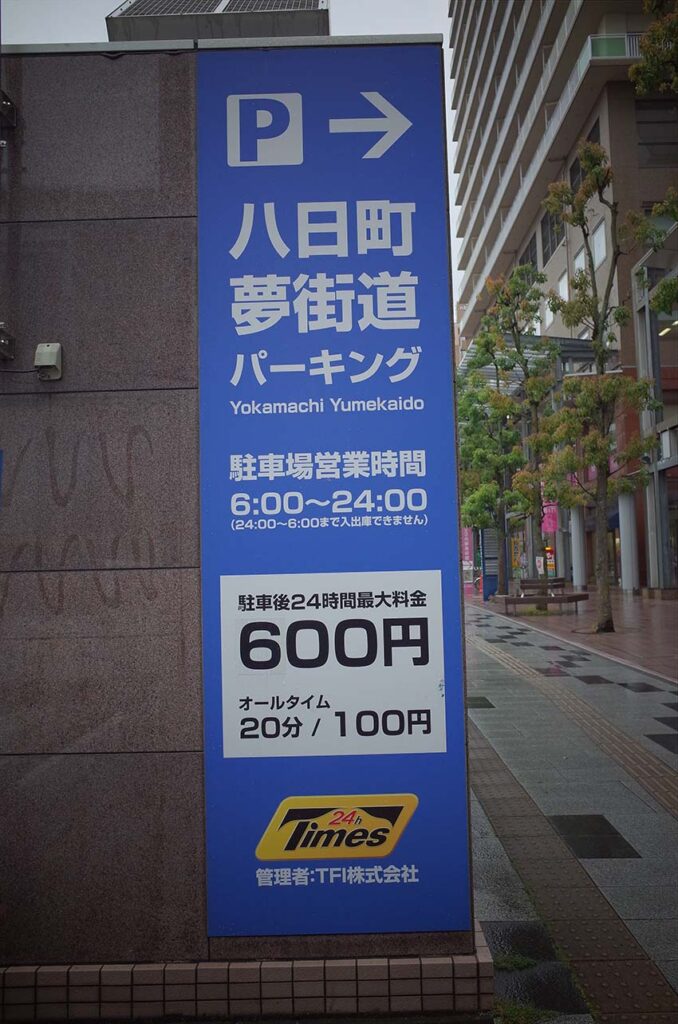 P →
八日町
夢街道
パーキング
Yokamachi Yumekaido
駐車場営業時間
6:00〜24:00
(24:00〜6:00まで入出庫できません)
駐車後24時間最大料金
600円
オールタイム
20分 / 100円
24h
Times
管理者:TFI株式会社